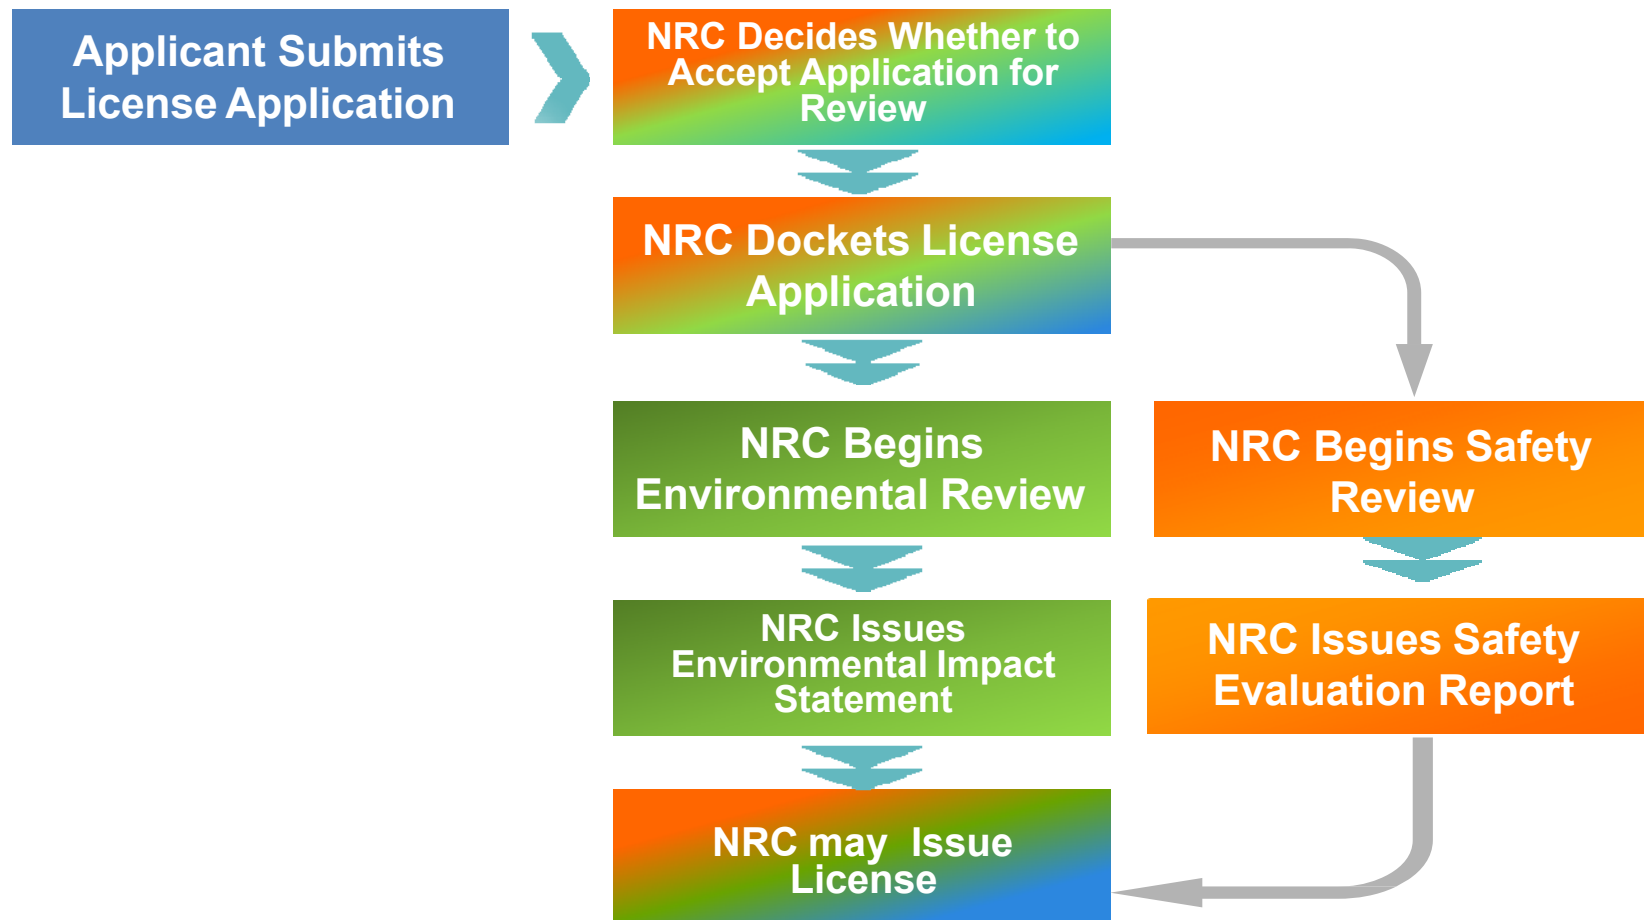 Applicant Submits
License Application
NRC Decides Whether to
Accept Application for
Review
NRC Dockets License
Application
NRC Begins
Environmental Review
NRC Begins Safety
Review
NRC Issues
Environmental Impact
Statement
NRC Issues Safety
Evaluation Report
NRC may  Issue
License